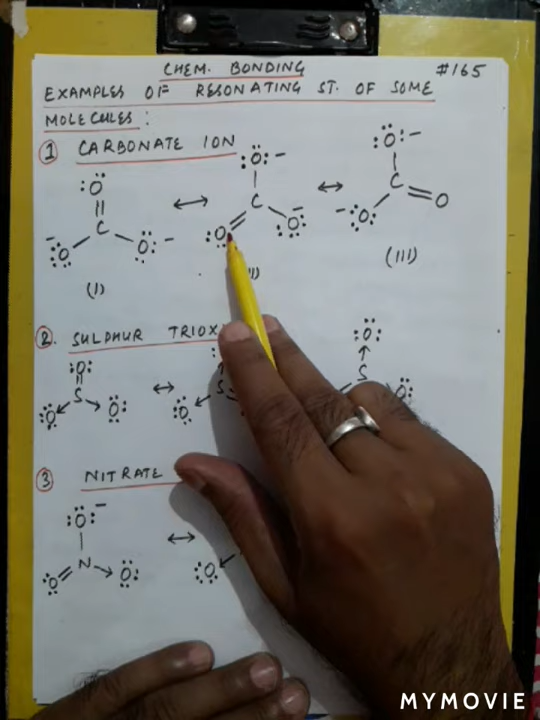 CHEM. BONDING #165
EXAMPLES OF RESONATING ST. OF SOME
MOLECULES :
1 CARBONATE ION
O O - O -
C C C
- O O - O O - - O O
(I) (III)
2. SULPHUR TRIOX
O O
S S S
O O O O
3 NITRATE
O -
N
O O O
MYMOVIE